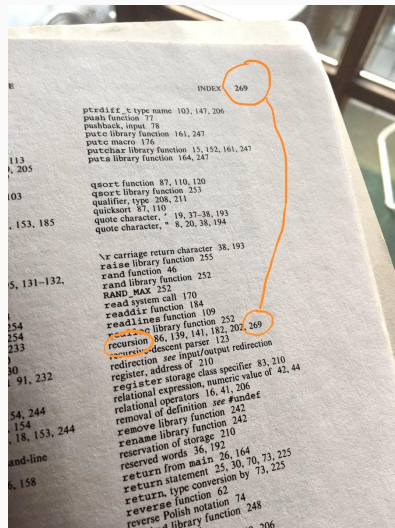 E
INDEX 269
113
, 205
103
, 153, 185
5, 131–132,
254
254
233
)
91, 232
54, 244
154
18, 153, 244
and-line
6, 158
ptrdiff_t type name 103, 147, 206
push function 77
pushback, input 78
putc library function 161, 247
putc macro 176
putchar library function 15, 152, 161, 247
puts library function 164, 247
qsort function 87, 110, 120
qsort library function 253
qualifier, type 208, 211
quicksort 87, 110
quote character, ' 19, 37–38, 193
quote character, " 8, 20, 38, 194
\r carriage return character 38, 193
raise library function 255
rand function 46
rand library function 252
RAND_MAX 252
read system call 170
readdir function 184
readlines function 109
realloc library function 252
recursion 86, 139, 141, 182, 202, 269
recursive-descent parser 123
redirection see input/output redirection
register, address of 210
register storage class specifier 83, 210
relational expression, numeric value of 42, 44
relational operators 16, 41, 206
removal of definition see #undef
remove library function 242
rename library function 242
reservation of storage 210
reserved words 36, 192
return from main 26, 164
return statement 25, 30, 70, 73, 225
return, type conversion by 73, 225
reverse function 62
reverse Polish notation 74
library function 248
206